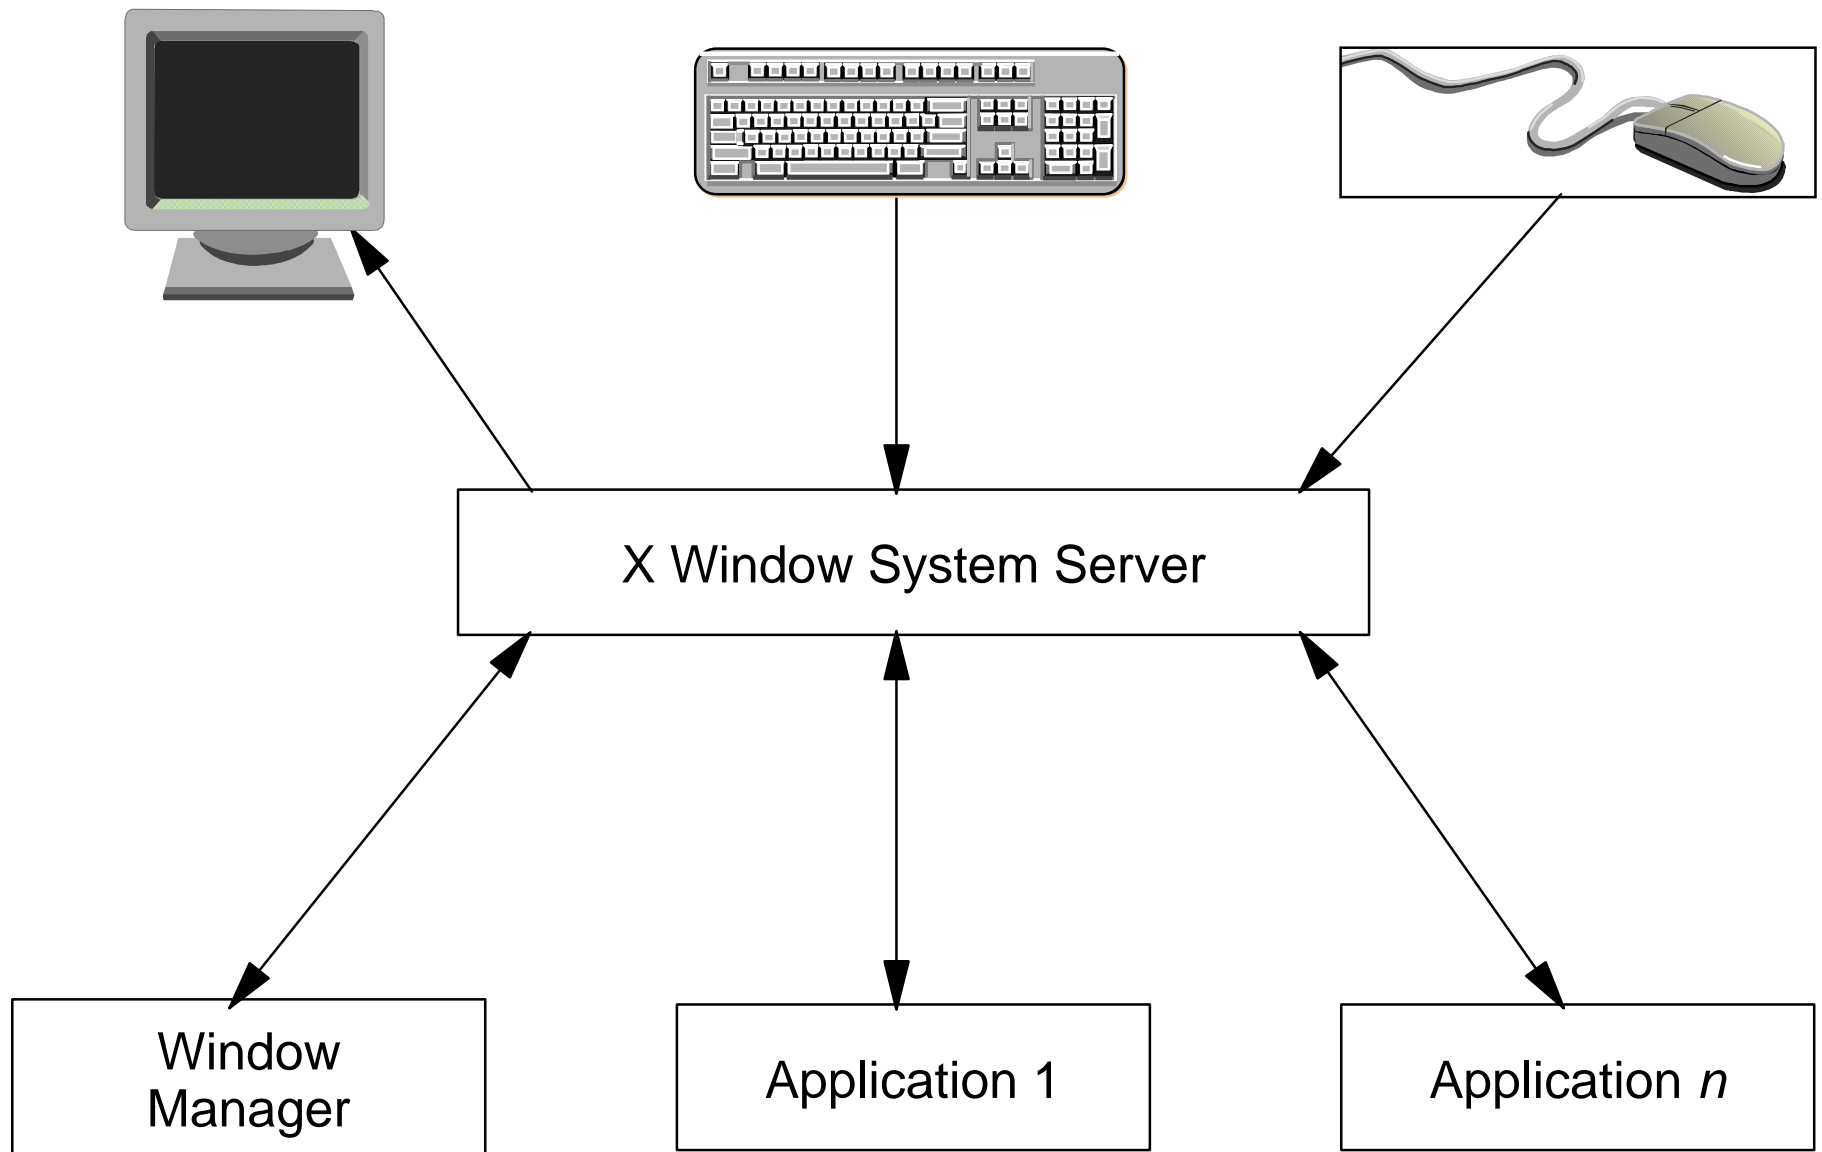 X Window System Server
Window
Manager
Application 1
Application n